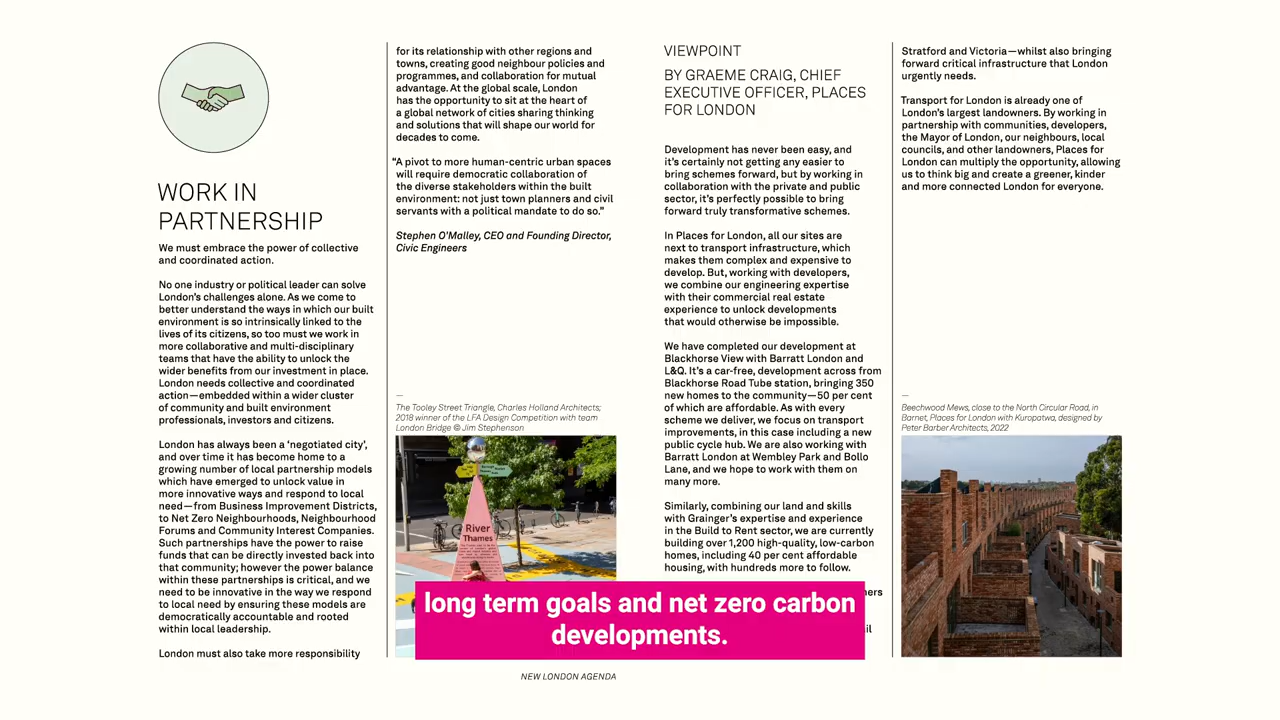 WORK IN
PARTNERSHIP
We must embrace the power of collective
and coordinated action.
No one industry or political leader can solve
London's challenges alone. As we come to
better understand the ways in which our built
environment is so intrinsically linked to the
lives of its citizens, so too must we work in
more collaborative and multi-disciplinary
teams that have the ability to unlock the
wider benefits from our investment in place.
London needs collective and coordinated
action—embedded within a wider cluster
of community and built environment
professionals, investors and citizens.
London has always been a 'negotiated city',
and over time it has become home to a
growing number of local partnership models
which have emerged to unlock value in
more innovative ways and respond to local
need—from Business Improvement Districts,
to Net Zero Neighbourhoods, Neighbourhood
Forums and Community Interest Companies.
Such partnerships have the power to raise
funds that can be directly invested back into
that community; however the power balance
within these partnerships is critical, and we
need to be innovative in the way we respond
to local need by ensuring these models are
democratically accountable and rooted
within local leadership.
London must also take more responsibility
for its relationship with other regions and
towns, creating good neighbour policies and
programmes, and collaboration for mutual
advantage. At the global scale, London
has the opportunity to sit at the heart of
a global network of cities sharing thinking
and solutions that will shape our world for
decades to come.
"A pivot to more human-centric urban spaces
will require democratic collaboration of
the diverse stakeholders within the built
environment: not just town planners and civil
servants with a political mandate to do so."
Stephen O'Malley, CEO and Founding Director,
Civic Engineers
—
The Tooley Street Triangle, Charles Holland Architects;
2018 winner of the LFA Design Competition with team
London Bridge © Jim Stephenson
River
Thames
NEW LONDON AGENDA
VIEWPOINT
BY GRAEME CRAIG, CHIEF
EXECUTIVE OFFICER, PLACES
FOR LONDON
Development has never been easy, and
it's certainly not getting any easier to
bring schemes forward, but by working in
collaboration with the private and public
sector, it's perfectly possible to bring
forward truly transformative schemes.
In Places for London, all our sites are
next to transport infrastructure, which
makes them complex and expensive to
develop. But, working with developers,
we combine our engineering expertise
with their commercial real estate
experience to unlock developments
that would otherwise be impossible.
We have completed our development at
Blackhorse View with Barratt London and
L&Q. It's a car-free, development across from
Blackhorse Road Tube station, bringing 350
new homes to the community—50 per cent
of which are affordable. As with every
scheme we deliver, we focus on transport
improvements, in this case including a new
public cycle hub. We are also working with
Barratt London at Wembley Park and Bollo
Lane, and we hope to work with them on
many more.
Similarly, combining our land and skills
with Grainger's expertise and experience
in the Build to Rent sector, we are currently
building over 1,200 high-quality, low-carbon
homes, including 40 per cent affordable
housing, with hundreds more to follow.
long term goals and net zero carbon
developments.
Stratford and Victoria—whilst also bringing
forward critical infrastructure that London
urgently needs.
Transport for London is already one of
London's largest landowners. By working in
partnership with communities, developers,
the Mayor of London, our neighbours, local
councils, and other landowners, Places for
London can multiply the opportunity, allowing
us to think big and create a greener, kinder
and more connected London for everyone.
—
Beechwood Mews, close to the North Circular Road, in
Barnet, Places for London with Kuropatwa, designed by
Peter Barber Architects, 2022